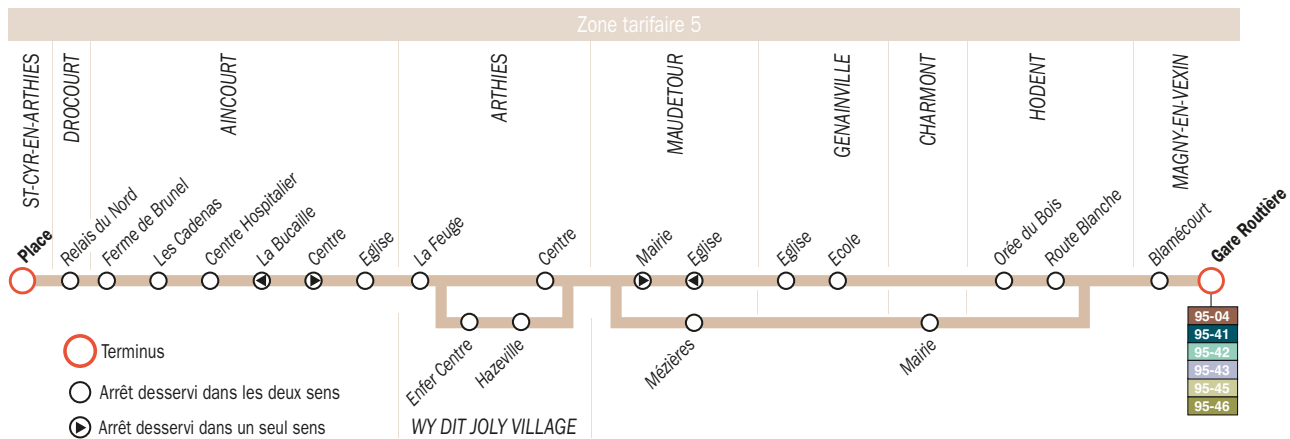 Zone tarifaire 5
ST-CYR-EN-ARTHIES
DROCOURT
AINCOURT
ARTHIES
MAUDETOUR
GENAINVILLE
CHARMONT
HODENT
MAGNY-EN-VEXIN
Place
Relais du Nord
Ferme de Brunel
Les Cadenas
Centre Hospitalier
La Bucaille
Centre
Eglise
La Feuge
Centre
Mairie
Eglise
Eglise
Ecole
Orée du Bois
Route Blanche
Blamécourt
Gare Routière
Enfer Centre
Hazeville
Mézières
Mairie
95-04
95-41
95-42
95-43
95-45
95-46
Terminus
Arrêt desservi dans les deux sens
Arrêt desservi dans un seul sens
WY DIT JOLY VILLAGE